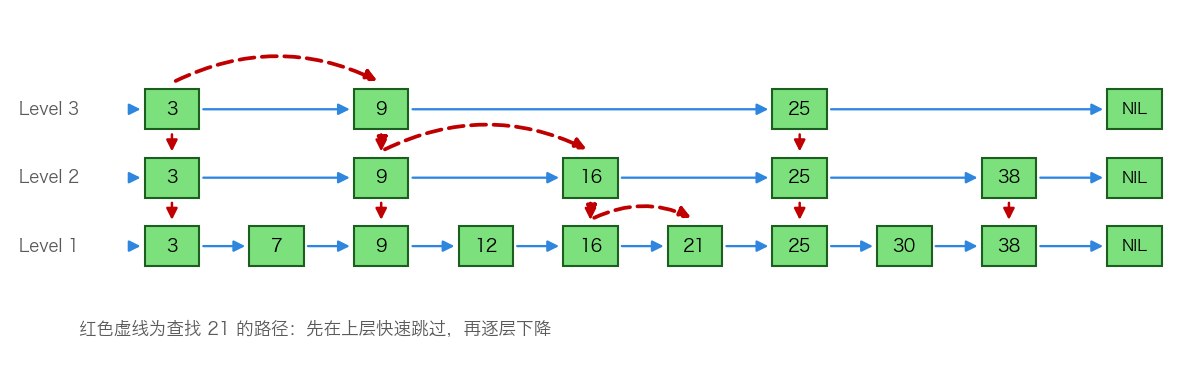 Level 3 3 9 25 NIL
Level 2 3 9 16 25 38 NIL
Level 1 3 7 9 12 16 21 25 30 38 NIL
红色虚线为查找 21 的路径：先在上层快速跳过，再逐层下降